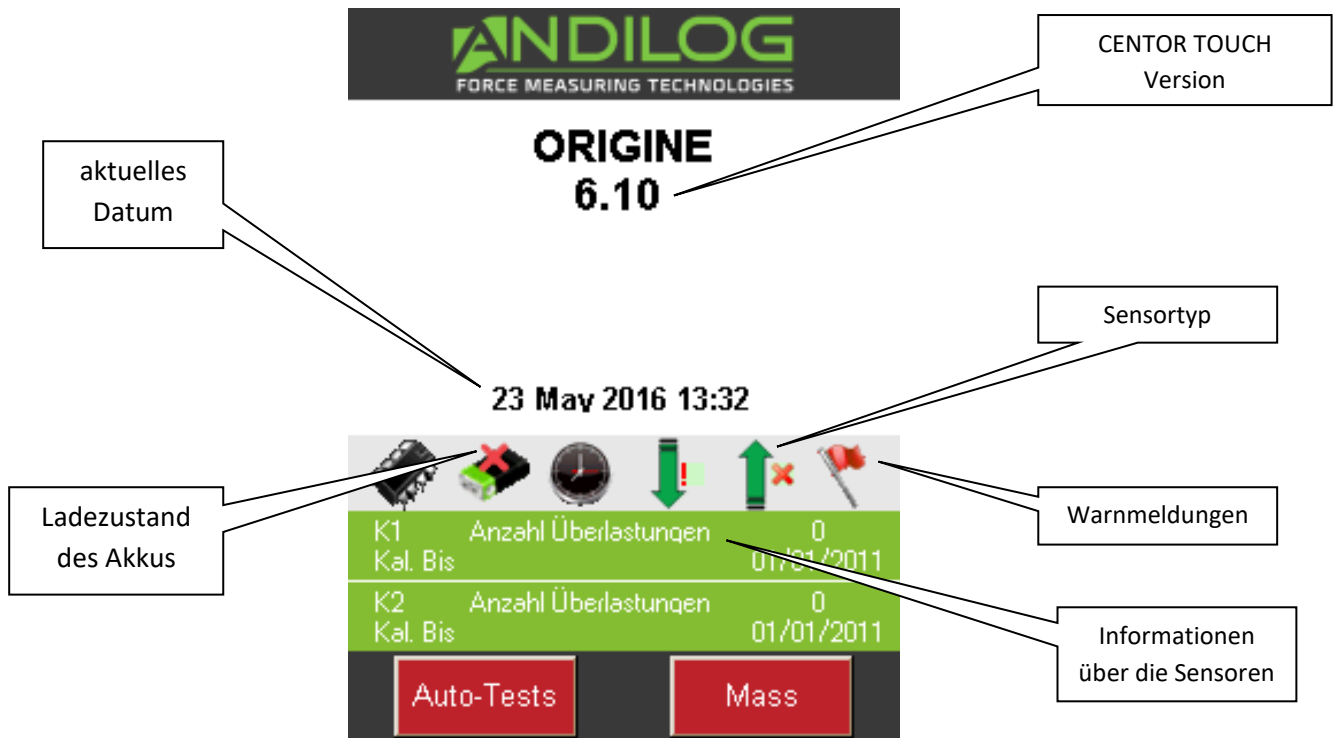 ANDILOG
FORCE MEASURING TECHNOLOGIES
CENTOR TOUCH
Version
ORIGINE
6.10
aktuelles
Datum
Sensortyp
23 May 2016 13:32
Ladezustand
des Akkus
Warnmeldungen
K1 Anzahl Überlastungen 0
Kal. Bis 01/01/2011
K2 Anzahl Überlastungen 0
Kal. Bis 01/01/2011
Informationen
über die Sensoren
Auto-Tests Mass